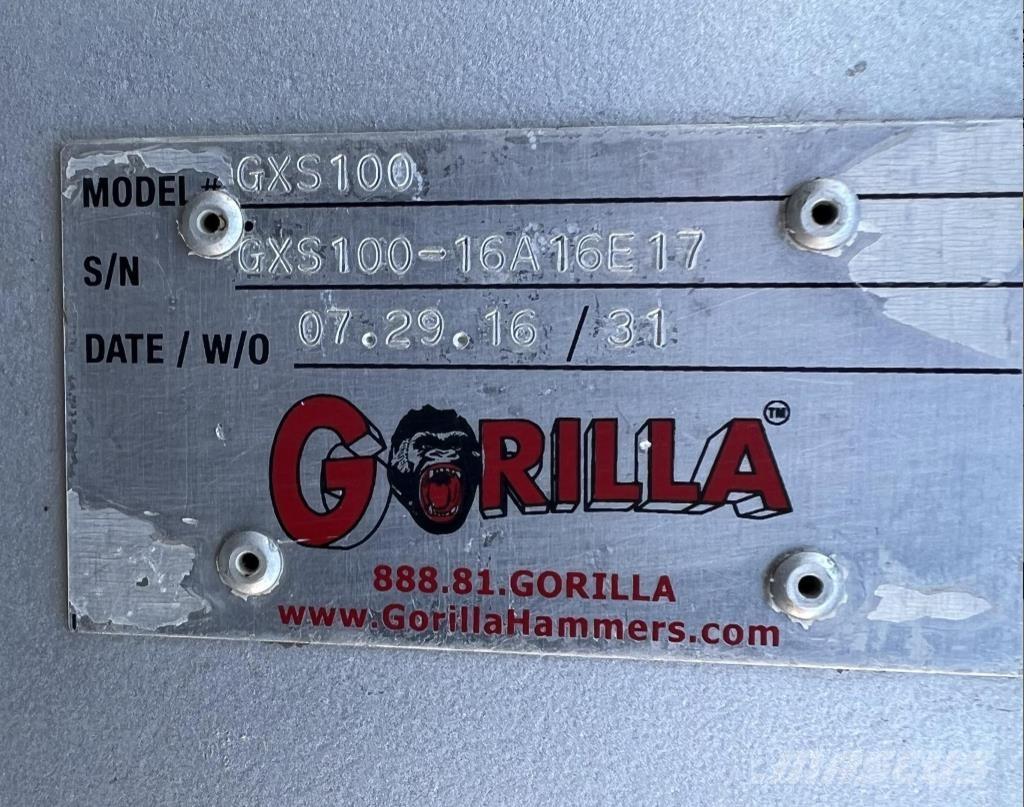 MODEL # GXS100
S/N GXS100-16A16E17
DATE / W/O 07.29.16 / 31
GORILLA™
888.81.GORILLA
www.GorillaHammers.com